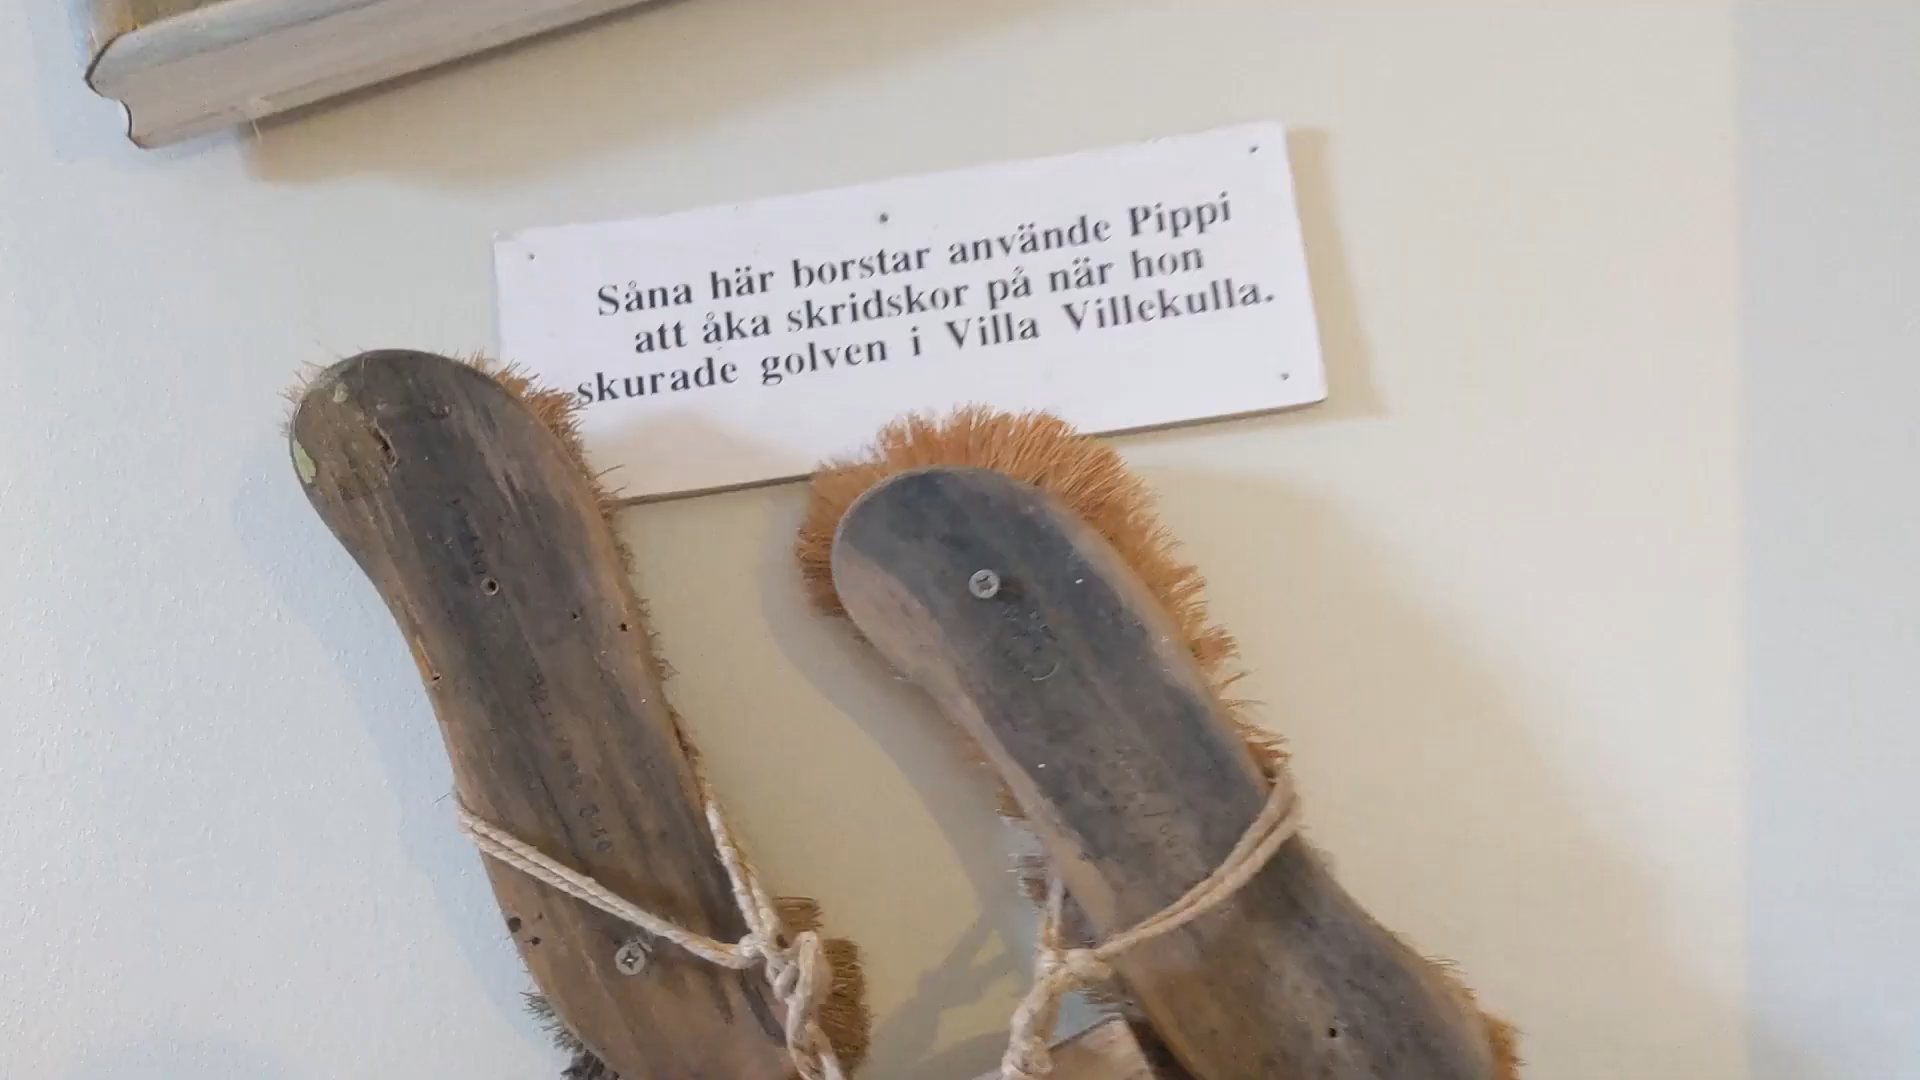 Såna här borstar använde Pippi
att åka skridskor på när hon
skurade golven i Villa Villekulla.